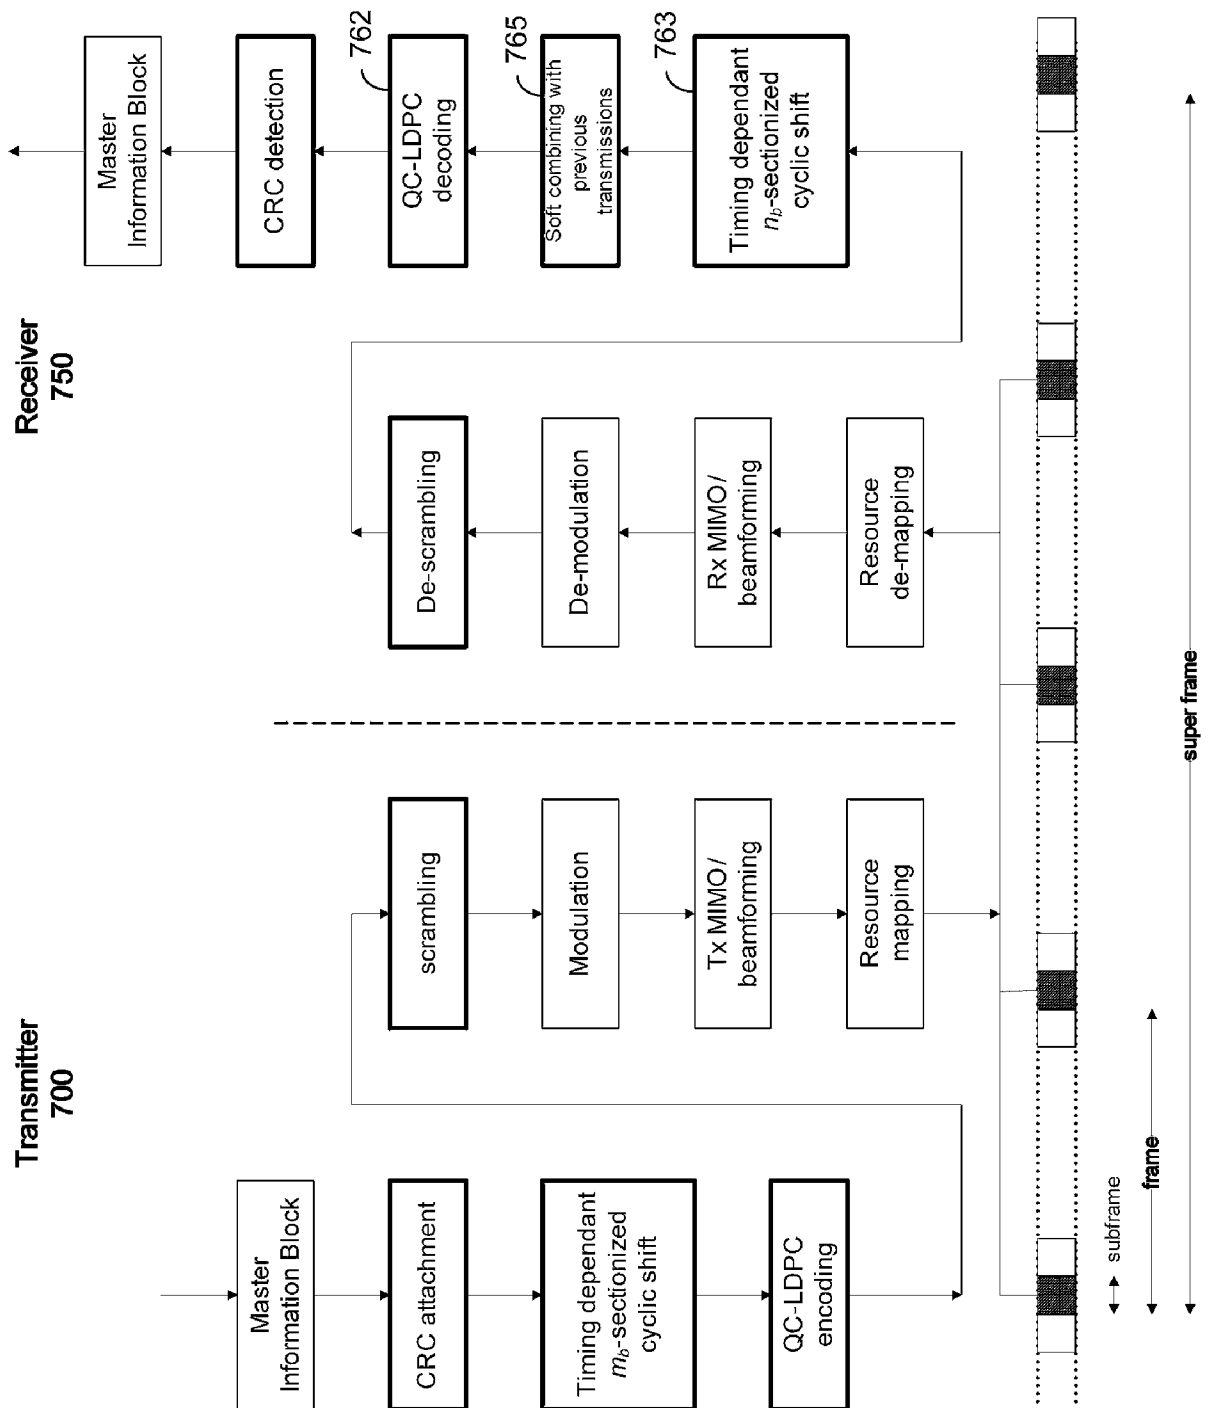 Transmitter
700
Master
Information Block
CRC attachment
Timing dependant
m_b-sectionized
cyclic shift
QC-LDPC
encoding
scrambling
Modulation
Tx MIMO/
beamforming
Resource
mapping
Receiver
750
De-scrambling
De-modulation
Rx MIMO/
beamforming
Resource
de-mapping
Master
Information Block
CRC detection
762
QC-LDPC
decoding
765
Soft combining with
previous
transmissions
763
Timing dependant
n_b-sectionized
cyclic shift
subframe
frame
super frame